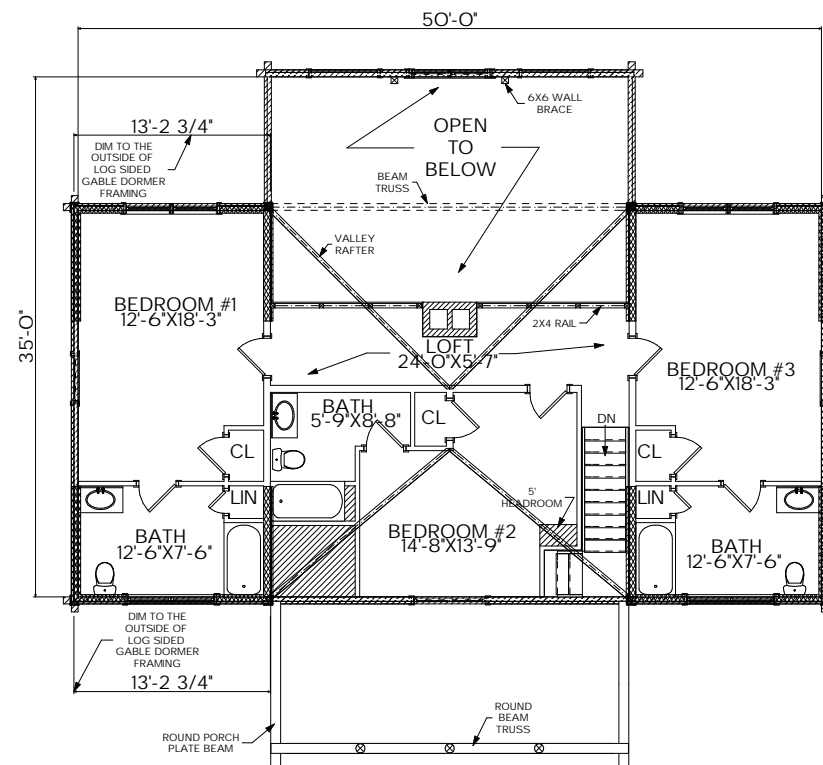 50'-0"
13'-2 3/4"
DIM TO THE
OUTSIDE OF
LOG SIDED
GABLE DORMER
FRAMING
6X6 WALL
BRACE
OPEN
TO
BELOW
BEAM
TRUSS
VALLEY
RAFTER
35'-0"
BEDROOM #1
12'-6"X18'-3"
2X4 RAIL
LOFT
24'-0"X5'-7"
BEDROOM #3
12'-6"X18'-3"
BATH
5'-9"X8'-8"
CL
DN
CL
CL
LIN
5'
HEADROOM
LIN
BEDROOM #2
14'-8"X13'-9"
BATH
12'-6"X7'-6"
BATH
12'-6"X7'-6"
DIM TO THE
OUTSIDE OF
LOG SIDED
GABLE DORMER
FRAMING
13'-2 3/4"
ROUND PORCH
PLATE BEAM
ROUND
BEAM
TRUSS